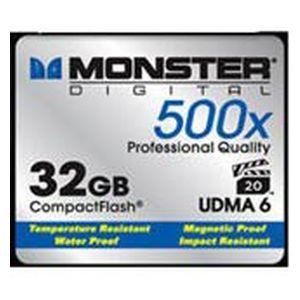 MONSTER
DIGITAL
500x
Professional Quality
32GB
20
CompactFlash®
UDMA 6
Temperature Resistant
Magnetic Proof
Water Proof
Impact Resistant